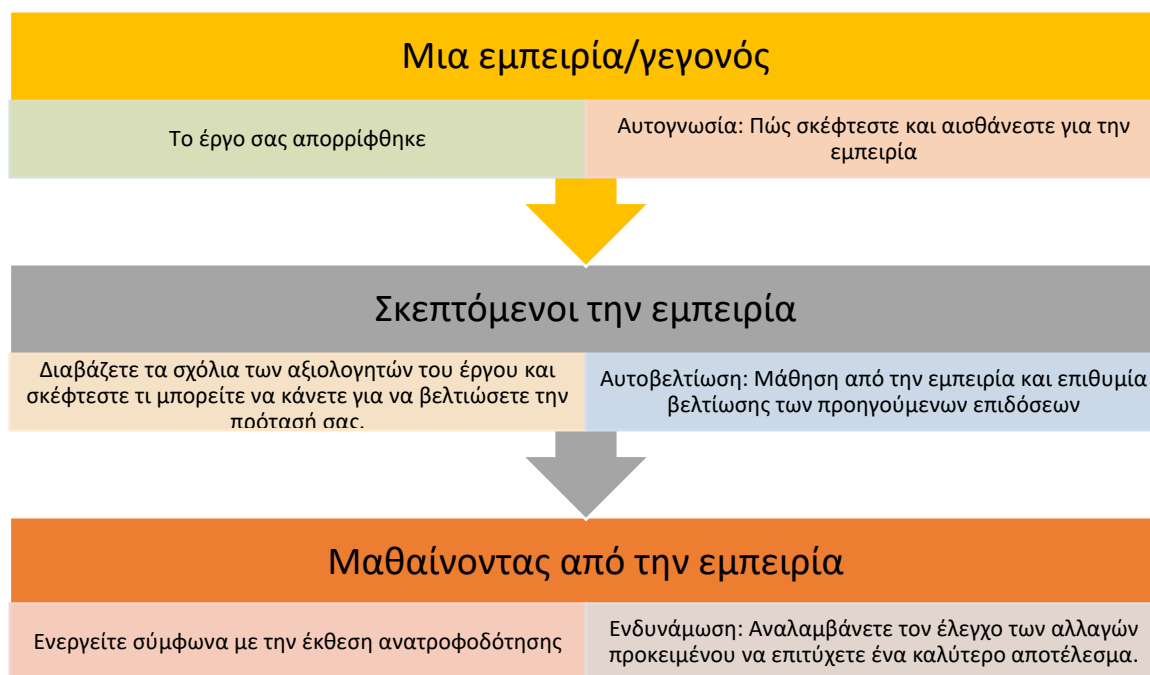 Μια εμπειρία/γεγονός
Το έργο σας απορρίφθηκε
Αυτογνωσία: Πώς σκέφτεστε και αισθάνεστε για την
εμπειρία
Σκεπτόμενοι την εμπειρία
Διαβάζετε τα σχόλια των αξιολογητών του έργου και
σκέφτεστε τι μπορείτε να κάνετε για να βελτιώσετε την
πρότασή σας.
Αυτοβελτίωση: Μάθηση από την εμπειρία και επιθυμία
βελτίωσης των προηγούμενων επιδόσεων
Μαθαίνοντας από την εμπειρία
Ενεργείτε σύμφωνα με την έκθεση ανατροφοδότησης
Ενδυνάμωση: Αναλαμβάνετε τον έλεγχο των αλλαγών
προκειμένου να επιτύχετε ένα καλύτερο αποτέλεσμα.